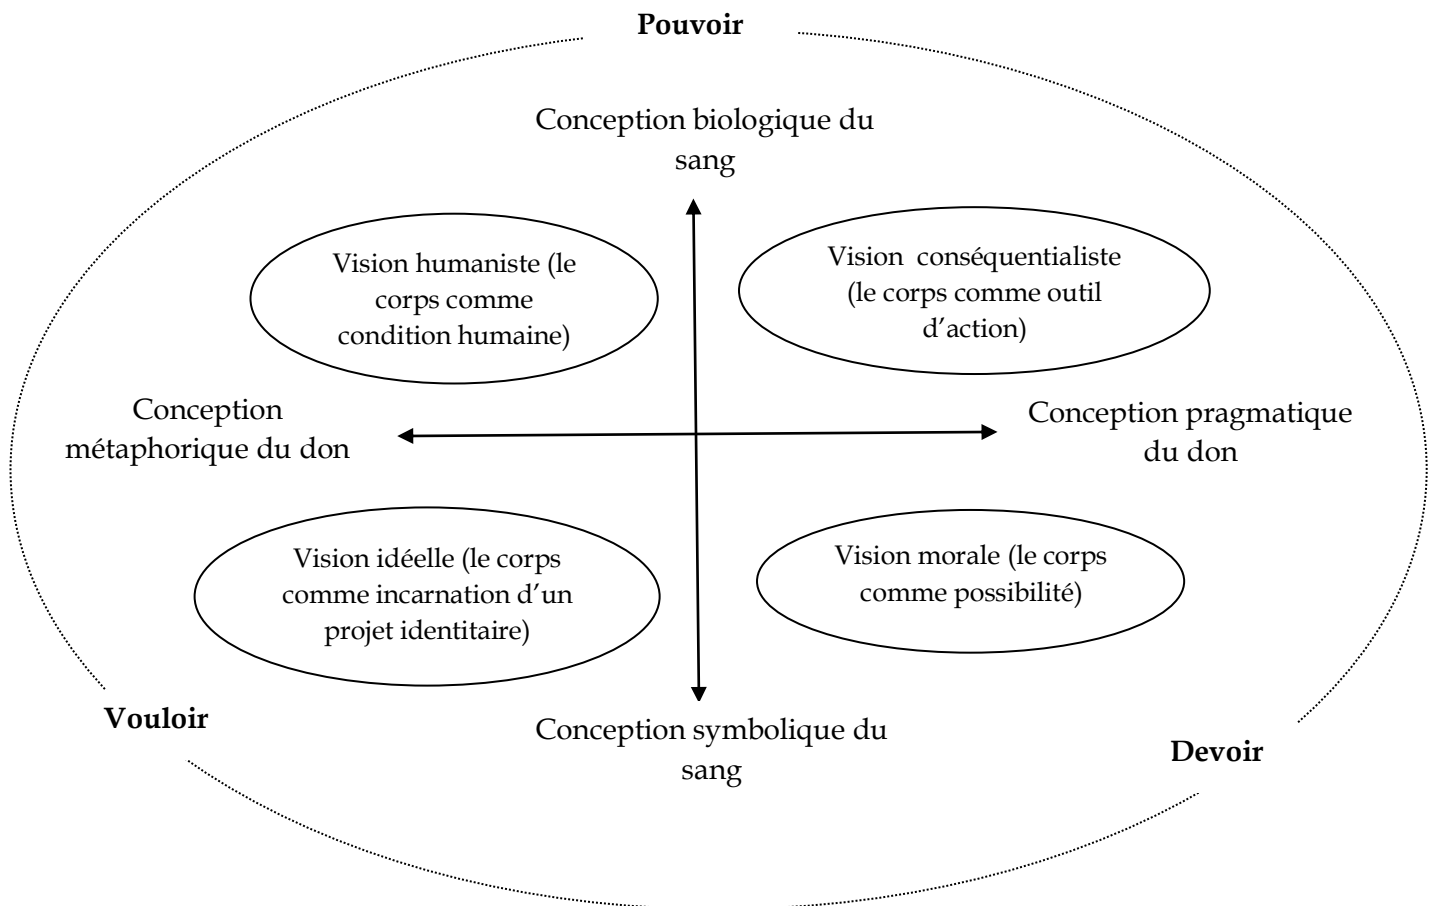 Pouvoir
Conception biologique du
sang
Vision humaniste (le
corps comme
condition humaine)
Vision conséquentialiste
(le corps comme outil
d’action)
Conception
métaphorique du don
Conception pragmatique
du don
Vision idéelle (le corps
comme incarnation d’un
projet identitaire)
Vision morale (le corps
comme possibilité)
Vouloir
Conception symbolique du
sang
Devoir